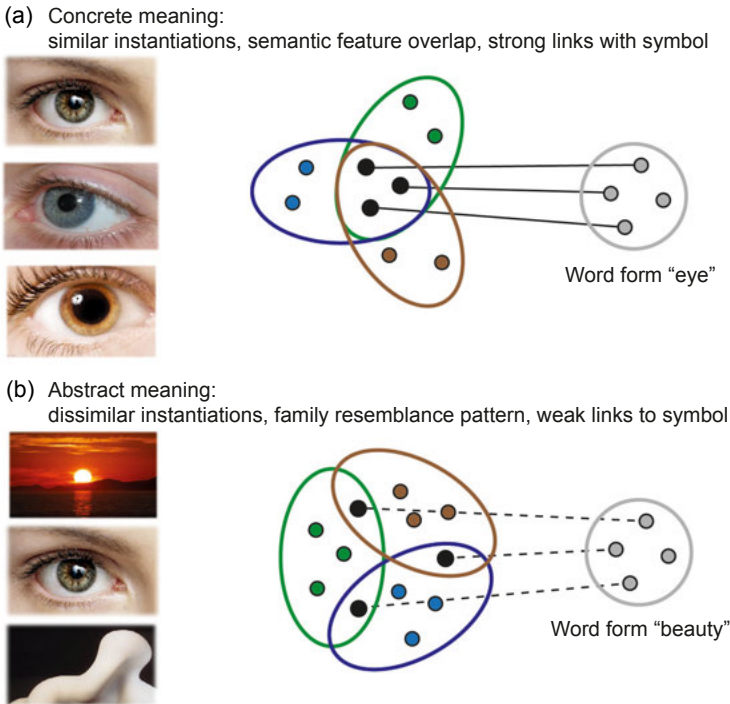 (a) Concrete meaning:
similar instantiations, semantic feature overlap, strong links with symbol
Word form “eye”
(b) Abstract meaning:
dissimilar instantiations, family resemblance pattern, weak links to symbol
Word form “beauty”